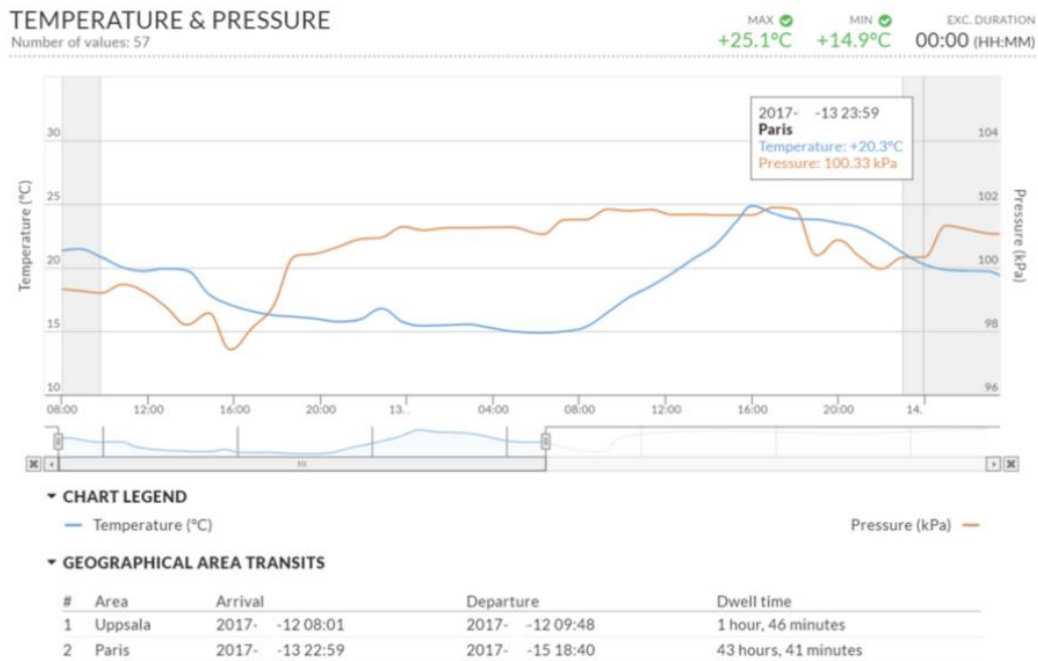 TEMPERATURE & PRESSURE
Number of values: 57
MAX MIN EXC. DURATION
+25.1°C +14.9°C 00:00 (HH:MM)
2017- -13 23:59
Paris
Temperature: +20.3°C
Pressure: 100.33 kPa
Temperature (°C)
30
25
20
15
10
104
102
100
98
96
Pressure (kPa)
08:00 12:00 16:00 20:00 13.. 04:00 08:00 12:00 16:00 20:00 14.
CHART LEGEND
Temperature (°C) Pressure (kPa)
GEOGRAPHICAL AREA TRANSITS
# Area Arrival Departure Dwell time
1 Uppsala 2017- -12 08:01 2017- -12 09:48 1 hour, 46 minutes
2 Paris 2017- -13 22:59 2017- -15 18:40 43 hours, 41 minutes